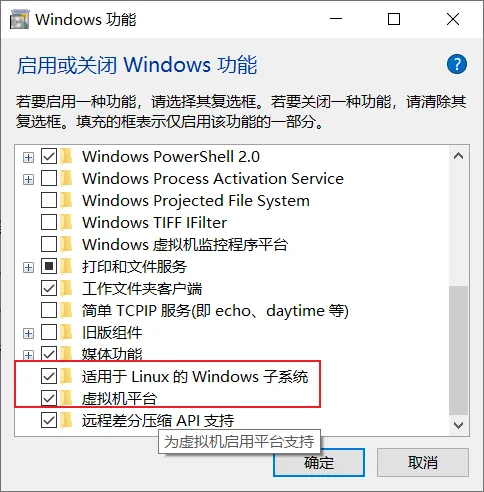 Windows 功能
启用或关闭 Windows 功能
?
若要启用一种功能，请选择其复选框。若要关闭一种功能，请清除其
复选框。填充的框表示仅启用该功能的一部分。
Windows PowerShell 2.0
Windows Process Activation Service
Windows Projected File System
Windows TIFF IFilter
Windows 虚拟机监控程序平台
打印和文件服务
工作文件夹客户端
简单 TCPIP 服务(即 echo、daytime 等)
旧版组件
媒体功能
适用于 Linux 的 Windows 子系统
虚拟机平台
远程差分压缩 API 支持
为虚拟机启用平台支持
确定
取消